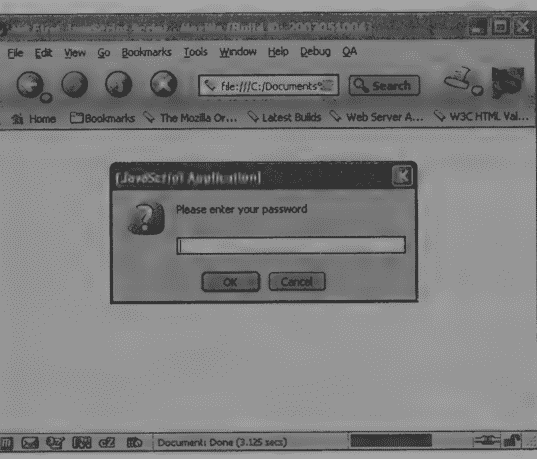 File Edit View Go Bookmarks Tools Window Help Debug QA
file:///C:/Documents% Search
Home Bookmarks The Mozilla Or... Latest Builds Web Server A... W3C HTML Val...
[JavaScript Application]
Please enter your password
OK Cancel
Document: Done (3.125 secs)